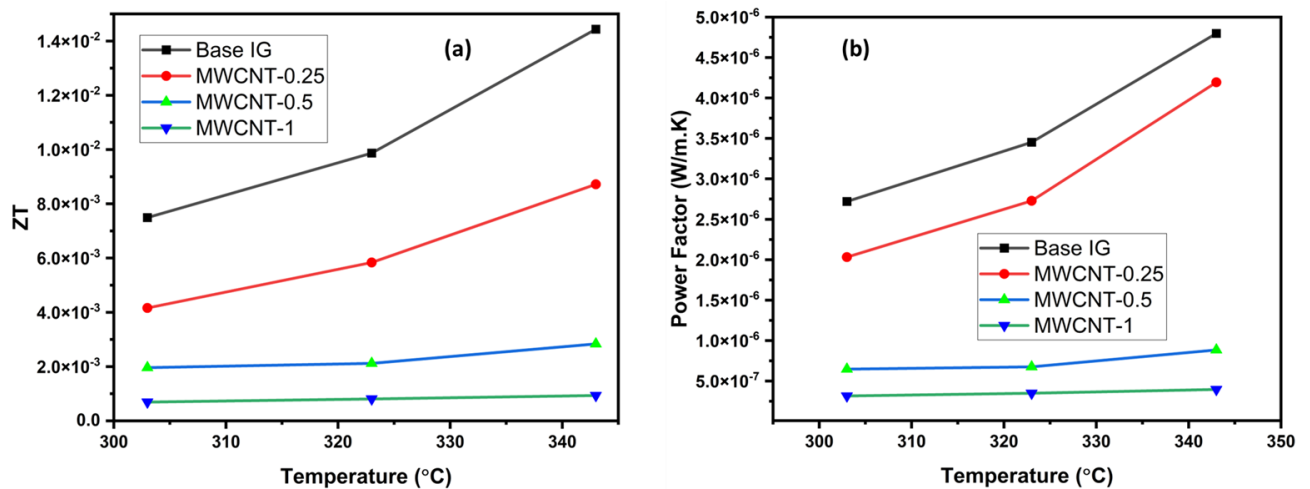 (a)
Base IG
MWCNT-0.25
MWCNT-0.5
MWCNT-1
ZT
1.4×10⁻²
1.2×10⁻²
1.0×10⁻²
8.0×10⁻³
6.0×10⁻³
4.0×10⁻³
2.0×10⁻³
0.0
300 310 320 330 340
Temperature (°C)
(b)
Base IG
MWCNT-0.25
MWCNT-0.5
MWCNT-1
Power Factor (W/m.K)
5.0×10⁻⁶
4.5×10⁻⁶
4.0×10⁻⁶
3.5×10⁻⁶
3.0×10⁻⁶
2.5×10⁻⁶
2.0×10⁻⁶
1.5×10⁻⁶
1.0×10⁻⁶
5.0×10⁻⁷
300 310 320 330 340 350
Temperature (°C)